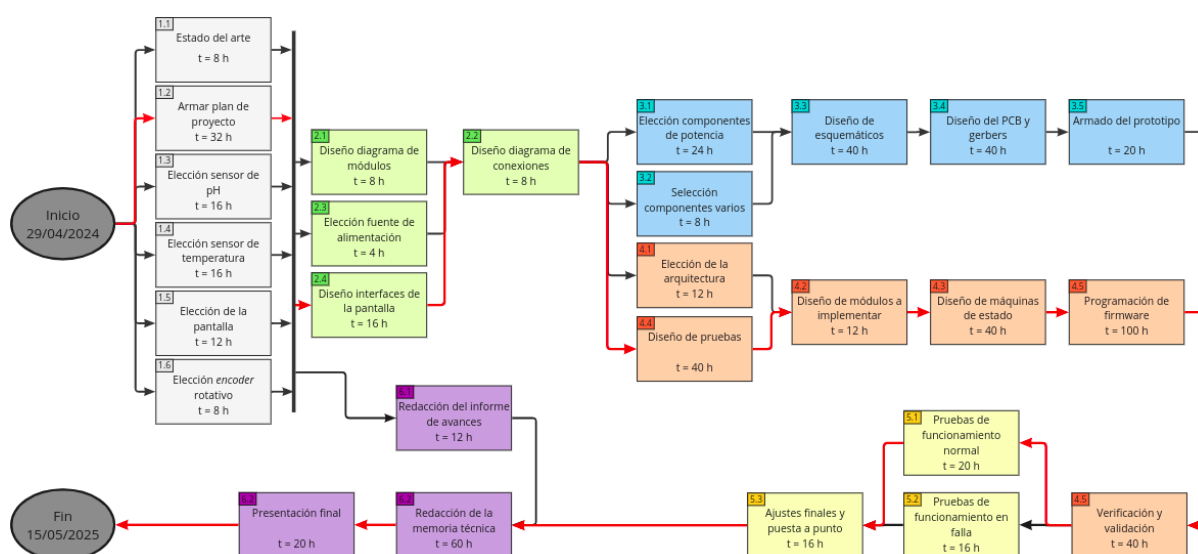 Inicio
29/04/2024
1.1
Estado del arte
t = 8 h
1.2
Armar plan de
proyecto
t = 32 h
1.3
Elección sensor de
pH
t = 16 h
1.4
Elección sensor de
temperatura
t = 16 h
1.5
Elección de la
pantalla
t = 12 h
1.6
Elección encoder
rotativo
t = 8 h
2.1
Diseño diagrama de
módulos
t = 8 h
2.3
Elección fuente de
alimentación
t = 4 h
2.4
Diseño interfaces de
la pantalla
t = 16 h
2.2
Diseño diagrama de
conexiones
t = 8 h
3.1
Elección componentes
de potencia
t = 24 h
3.2
Selección
componentes varios
t = 8 h
3.3
Diseño de
esquemáticos
t = 40 h
3.4
Diseño del PCB y
gerbers
t = 40 h
3.5
Armado del prototipo
t = 20 h
4.1
Elección de la
arquitectura
t = 12 h
4.4
Diseño de pruebas
t = 40 h
4.2
Diseño de módulos a
implementar
t = 12 h
4.3
Diseño de máquinas
de estado
t = 40 h
4.5
Programación de
firmware
t = 100 h
6.1
Redacción del informe
de avances
t = 12 h
5.1
Pruebas de
funcionamiento
normal
t = 20 h
4.5
Verificación y
validación
t = 40 h
5.2
Pruebas de
funcionamiento en
falla
t = 16 h
5.3
Ajustes finales y
puesta a punto
t = 16 h
6.2
Redacción de la
memoria técnica
t = 60 h
6.2
Presentación final
t = 20 h
Fin
15/05/2025